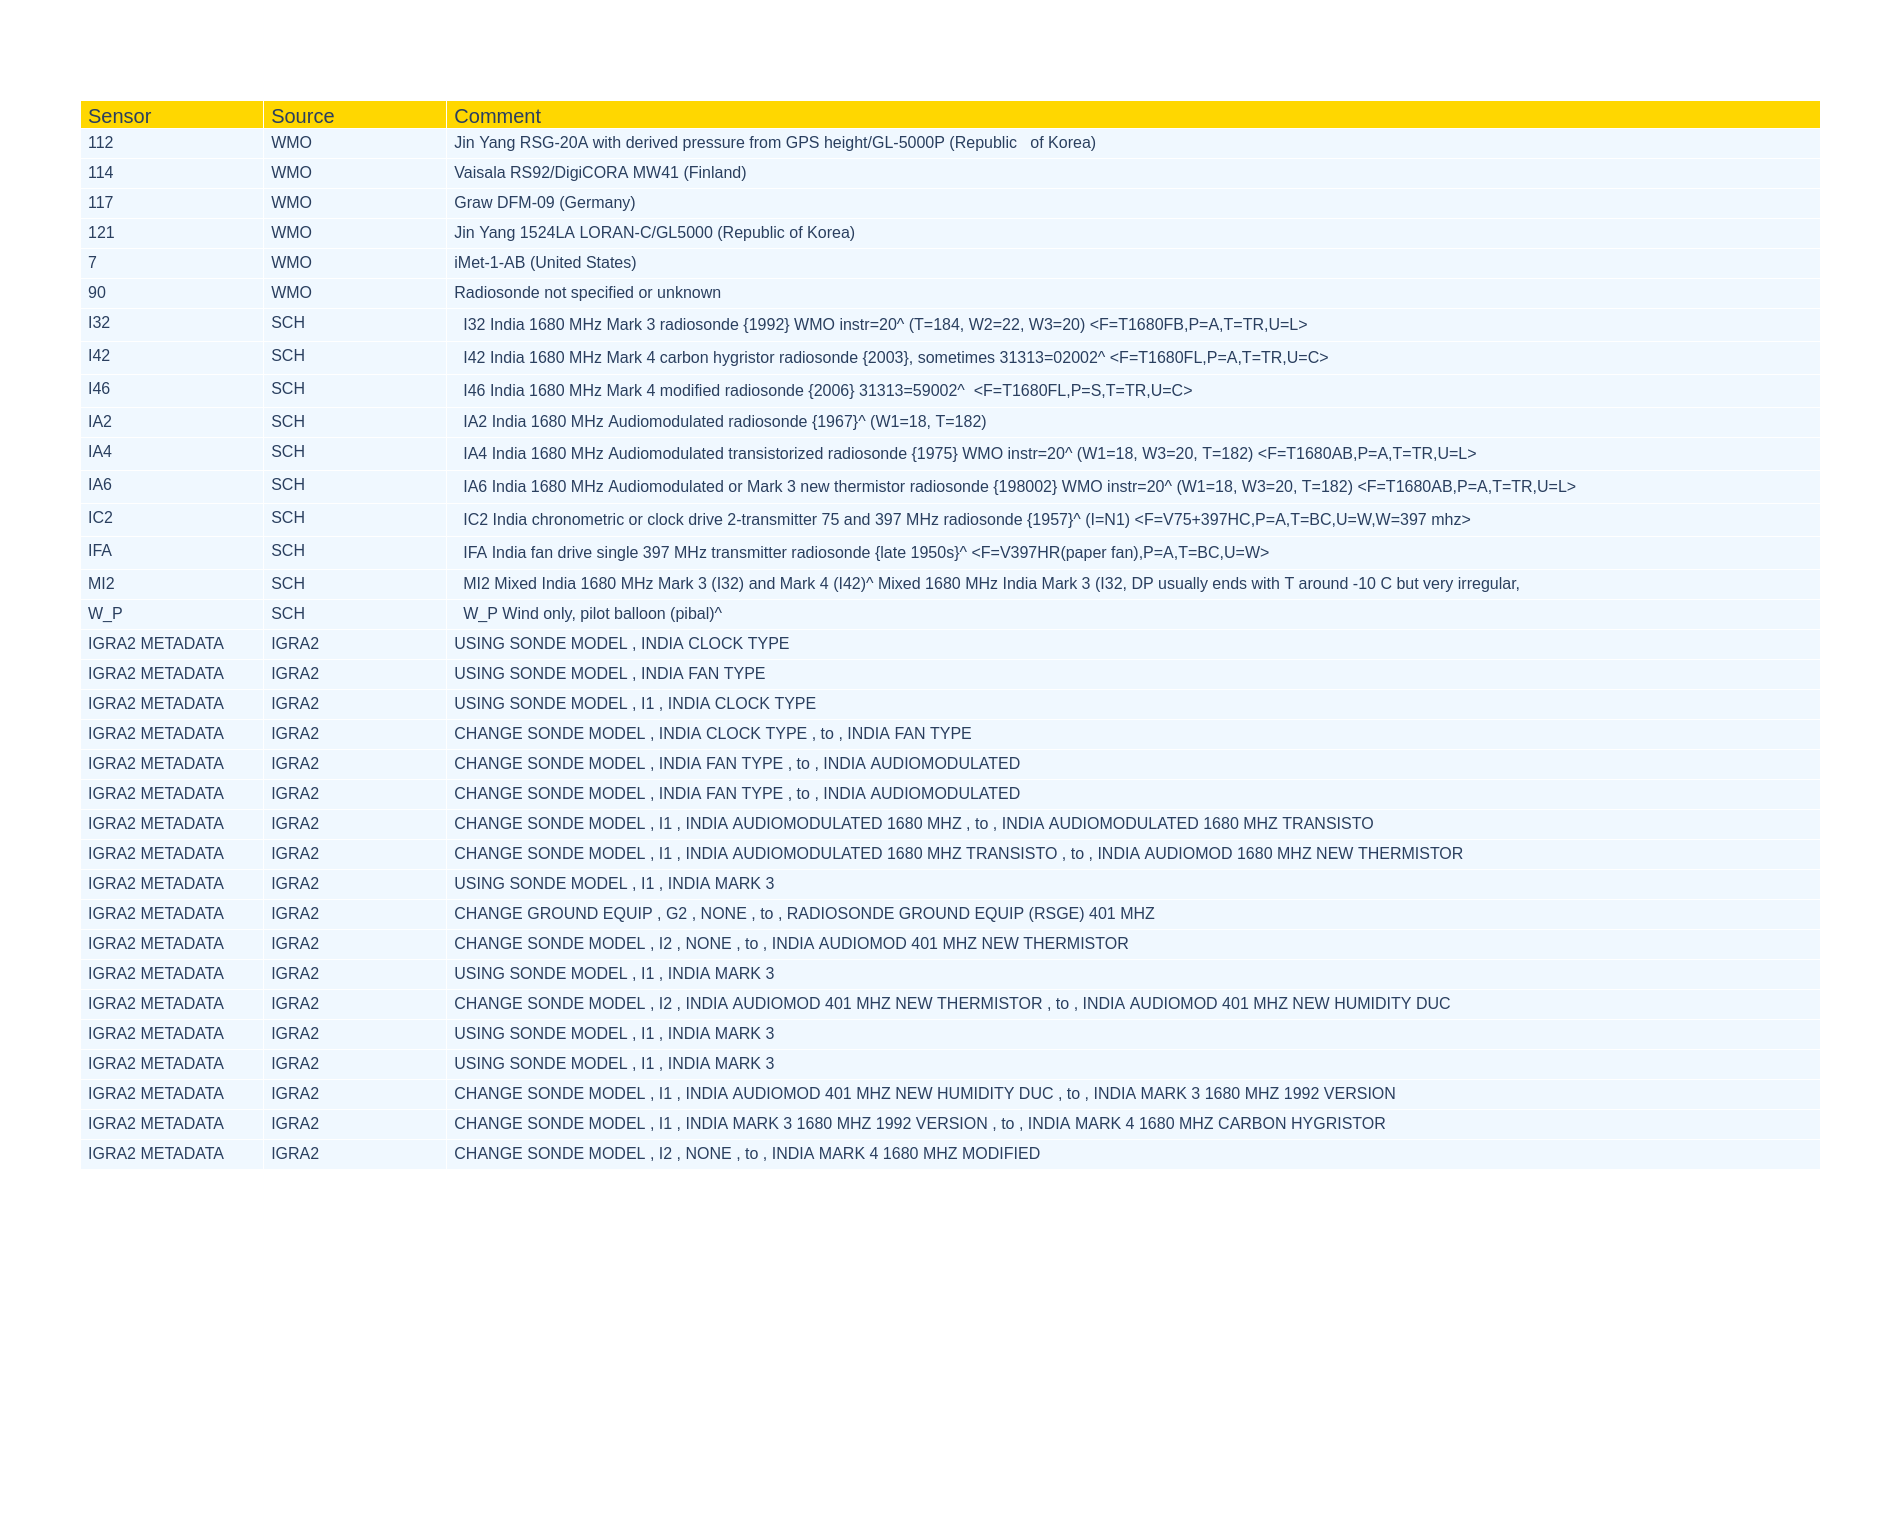 Sensor Source Comment
112 WMO Jin Yang RSG-20A with derived pressure from GPS height/GL-5000P (Republic   of Korea)
114 WMO Vaisala RS92/DigiCORA MW41 (Finland)
117 WMO Graw DFM-09 (Germany)
121 WMO Jin Yang 1524LA LORAN-C/GL5000 (Republic of Korea)
7 WMO iMet-1-AB (United States)
90 WMO Radiosonde not specified or unknown
I32 SCH I32 India 1680 MHz Mark 3 radiosonde {1992} WMO instr=20^ (T=184, W2=22, W3=20) <F=T1680FB,P=A,T=TR,U=L>
I42 SCH I42 India 1680 MHz Mark 4 carbon hygristor radiosonde {2003}, sometimes 31313=02002^ <F=T1680FL,P=A,T=TR,U=C>
I46 SCH I46 India 1680 MHz Mark 4 modified radiosonde {2006} 31313=59002^  <F=T1680FL,P=S,T=TR,U=C>
IA2 SCH IA2 India 1680 MHz Audiomodulated radiosonde {1967}^ (W1=18, T=182)
IA4 SCH IA4 India 1680 MHz Audiomodulated transistorized radiosonde {1975} WMO instr=20^ (W1=18, W3=20, T=182) <F=T1680AB,P=A,T=TR,U=L>
IA6 SCH IA6 India 1680 MHz Audiomodulated or Mark 3 new thermistor radiosonde {198002} WMO instr=20^ (W1=18, W3=20, T=182) <F=T1680AB,P=A,T=TR,U=L>
IC2 SCH IC2 India chronometric or clock drive 2-transmitter 75 and 397 MHz radiosonde {1957}^ (I=N1) <F=V75+397HC,P=A,T=BC,U=W,W=397 mhz>
IFA SCH IFA India fan drive single 397 MHz transmitter radiosonde {late 1950s}^ <F=V397HR(paper fan),P=A,T=BC,U=W>
MI2 SCH MI2 Mixed India 1680 MHz Mark 3 (I32) and Mark 4 (I42)^ Mixed 1680 MHz India Mark 3 (I32, DP usually ends with T around -10 C but very irregular,
W_P SCH W_P Wind only, pilot balloon (pibal)^
IGRA2 METADATA IGRA2 USING SONDE MODEL , INDIA CLOCK TYPE
IGRA2 METADATA IGRA2 USING SONDE MODEL , INDIA FAN TYPE
IGRA2 METADATA IGRA2 USING SONDE MODEL , I1 , INDIA CLOCK TYPE
IGRA2 METADATA IGRA2 CHANGE SONDE MODEL , INDIA CLOCK TYPE , to , INDIA FAN TYPE
IGRA2 METADATA IGRA2 CHANGE SONDE MODEL , INDIA FAN TYPE , to , INDIA AUDIOMODULATED
IGRA2 METADATA IGRA2 CHANGE SONDE MODEL , INDIA FAN TYPE , to , INDIA AUDIOMODULATED
IGRA2 METADATA IGRA2 CHANGE SONDE MODEL , I1 , INDIA AUDIOMODULATED 1680 MHZ , to , INDIA AUDIOMODULATED 1680 MHZ TRANSISTO
IGRA2 METADATA IGRA2 CHANGE SONDE MODEL , I1 , INDIA AUDIOMODULATED 1680 MHZ TRANSISTO , to , INDIA AUDIOMOD 1680 MHZ NEW THERMISTOR
IGRA2 METADATA IGRA2 USING SONDE MODEL , I1 , INDIA MARK 3
IGRA2 METADATA IGRA2 CHANGE GROUND EQUIP , G2 , NONE , to , RADIOSONDE GROUND EQUIP (RSGE) 401 MHZ
IGRA2 METADATA IGRA2 CHANGE SONDE MODEL , I2 , NONE , to , INDIA AUDIOMOD 401 MHZ NEW THERMISTOR
IGRA2 METADATA IGRA2 USING SONDE MODEL , I1 , INDIA MARK 3
IGRA2 METADATA IGRA2 CHANGE SONDE MODEL , I2 , INDIA AUDIOMOD 401 MHZ NEW THERMISTOR , to , INDIA AUDIOMOD 401 MHZ NEW HUMIDITY DUC
IGRA2 METADATA IGRA2 USING SONDE MODEL , I1 , INDIA MARK 3
IGRA2 METADATA IGRA2 USING SONDE MODEL , I1 , INDIA MARK 3
IGRA2 METADATA IGRA2 CHANGE SONDE MODEL , I1 , INDIA AUDIOMOD 401 MHZ NEW HUMIDITY DUC , to , INDIA MARK 3 1680 MHZ 1992 VERSION
IGRA2 METADATA IGRA2 CHANGE SONDE MODEL , I1 , INDIA MARK 3 1680 MHZ 1992 VERSION , to , INDIA MARK 4 1680 MHZ CARBON HYGRISTOR
IGRA2 METADATA IGRA2 CHANGE SONDE MODEL , I2 , NONE , to , INDIA MARK 4 1680 MHZ MODIFIED